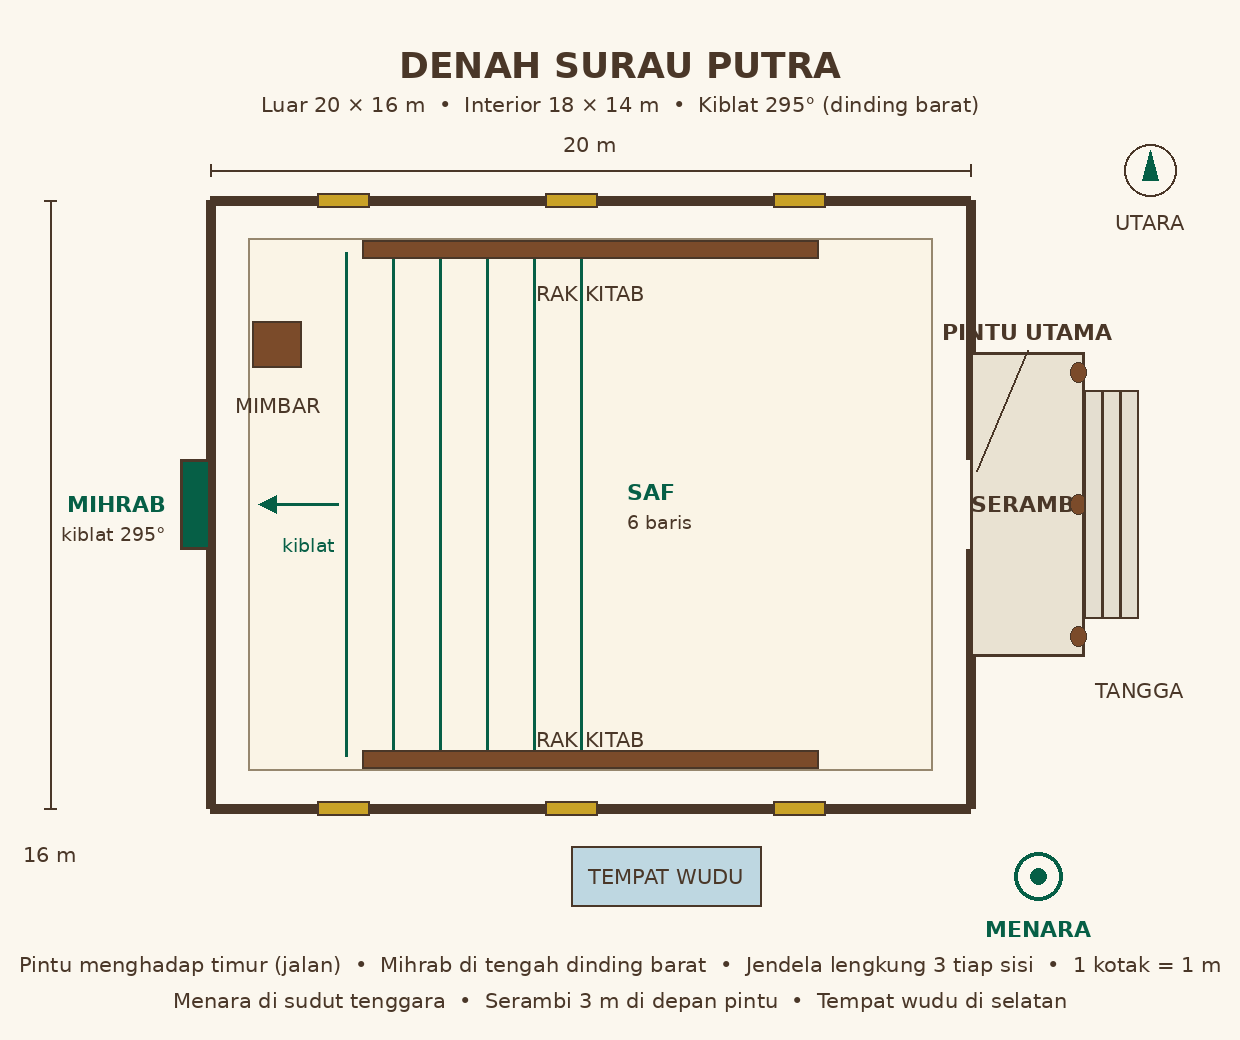 DENAH SURAU PUTRA
Luar 20 × 16 m • Interior 18 × 14 m • Kiblat 295° (dinding barat)
20 m
UTARA
RAK KITAB
PINTU UTAMA
MIMBAR
SAF
6 baris
MIHRAB
kiblat 295°
kiblat
SERAMBI
TANGGA
RAK KITAB
16 m
TEMPAT WUDU
MENARA
Pintu menghadap timur (jalan) • Mihrab di tengah dinding barat • Jendela lengkung 3 tiap sisi • 1 kotak = 1 m
Menara di sudut tenggara • Serambi 3 m di depan pintu • Tempat wudu di selatan